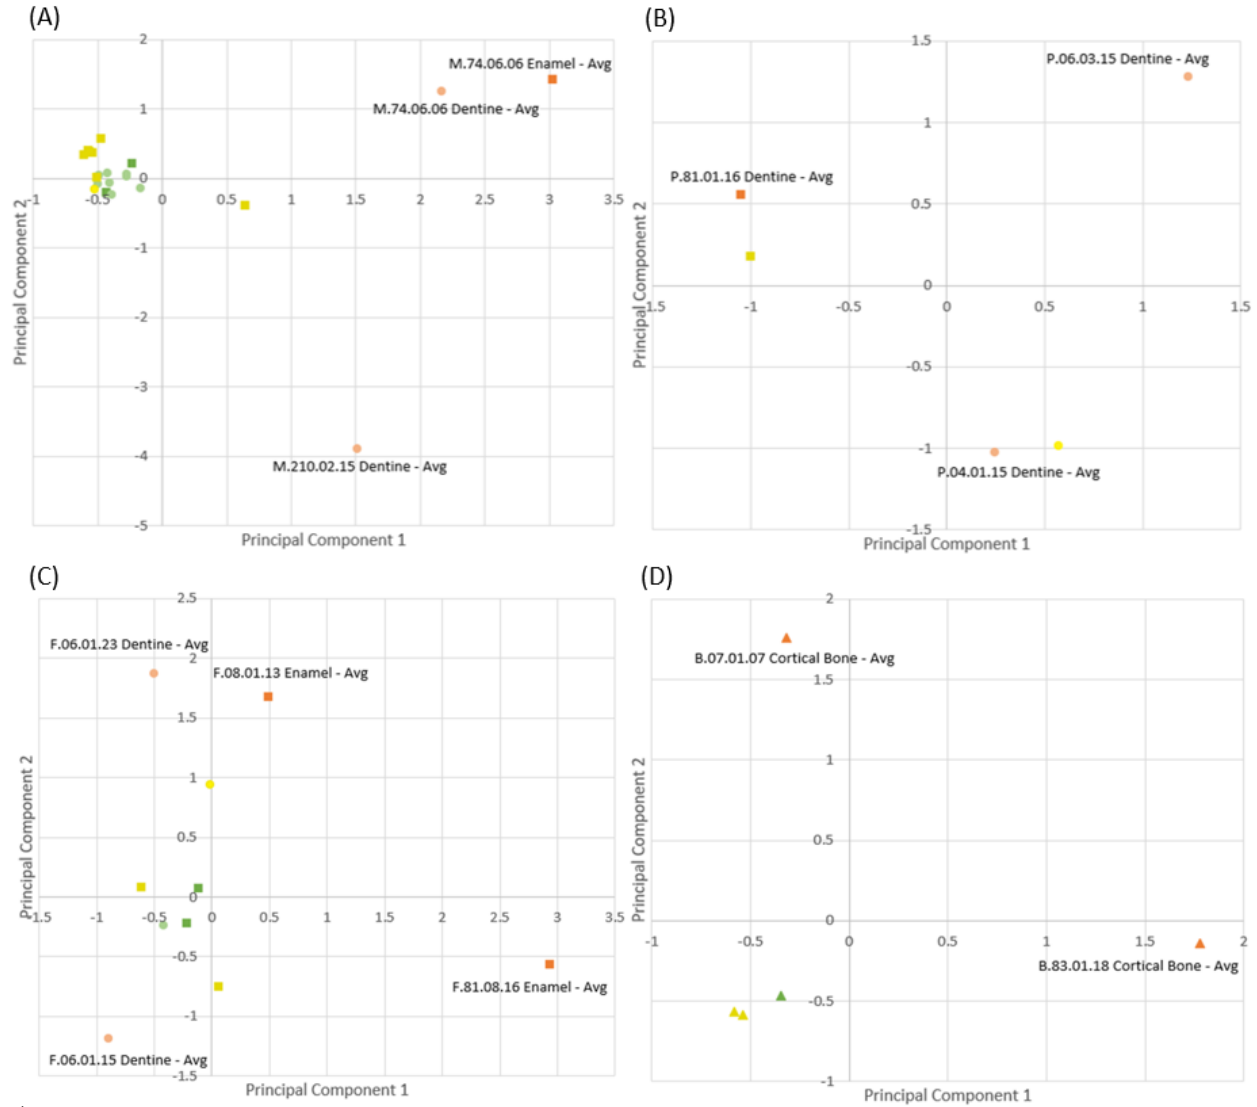 (A)
2
M.74.06.06 Enamel - Avg
1
M.74.06.06 Dentine - Avg
0
-1 -0.5 0 0.5 1 1.5 2 2.5 3 3.5
-1
-2
-3
-4
M.210.02.15 Dentine - Avg
-5
Principal Component 2
Principal Component 1
(B)
1.5
P.06.03.15 Dentine - Avg
1
P.81.01.16 Dentine - Avg
0.5
0
1.5 -1 -0.5 0 0.5 1 1.5
-0.5
-1
P.04.01.15 Dentine - Avg
-1.5
Principal Component 2
Principal Component 1
(C)
2.5
F.06.01.23 Dentine - Avg
2
F.08.01.13 Enamel - Avg
1.5
1
0.5
0
-1.5 -1 -0.5 0 0.5 1 1.5 2 2.5 3 3.5
-0.5
F.81.08.16 Enamel - Avg
-1
F.06.01.15 Dentine - Avg
-1.5
Principal Component 2
Principal Component 1
(D)
2
B.07.01.07 Cortical Bone - Avg
1.5
1
0.5
0
-1 -0.5 0 0.5 1 1.5 2
B.83.01.18 Cortical Bone - Avg
-0.5
-1
Principal Component 2
Principal Component 1